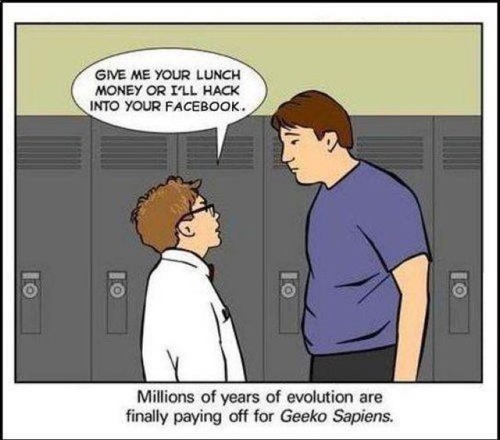 GIVE ME YOUR LUNCH
MONEY OR I'LL HACK
INTO YOUR FACEBOOK.
Millions of years of evolution are
finally paying off for Geeko Sapiens.